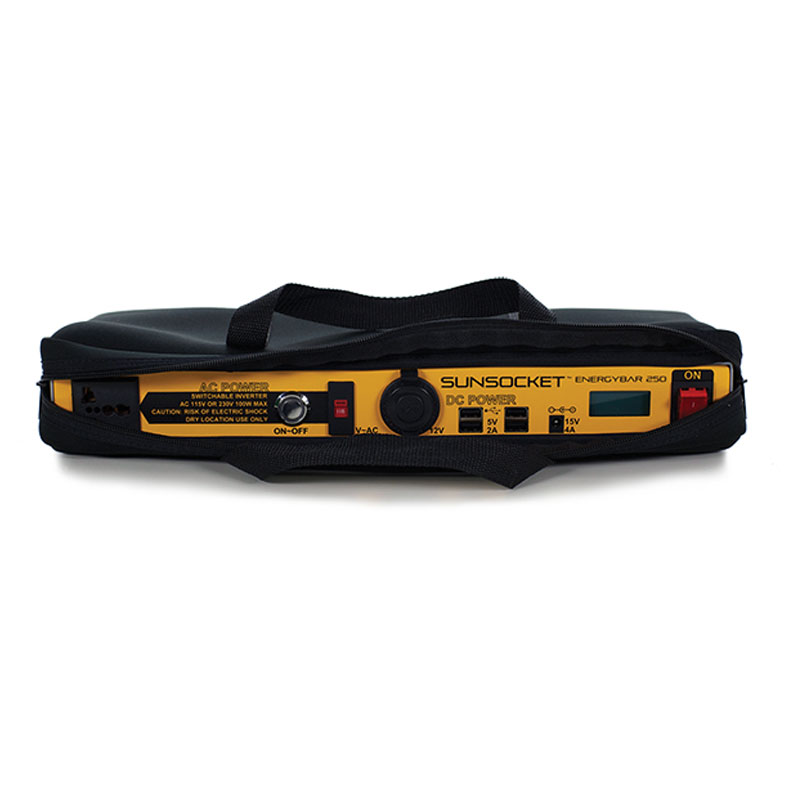 AC POWER
SWITCHABLE INVERTER
AC 115V OR 230V 100W MAX
CAUTION: RISK OF ELECTRIC SHOCK
DRY LOCATION USE ONLY
ON-OFF
V~AC
12V
SUNSOCKET™ ENERGYBAR 250
DC POWER
5V
2A
15V
4A
ON